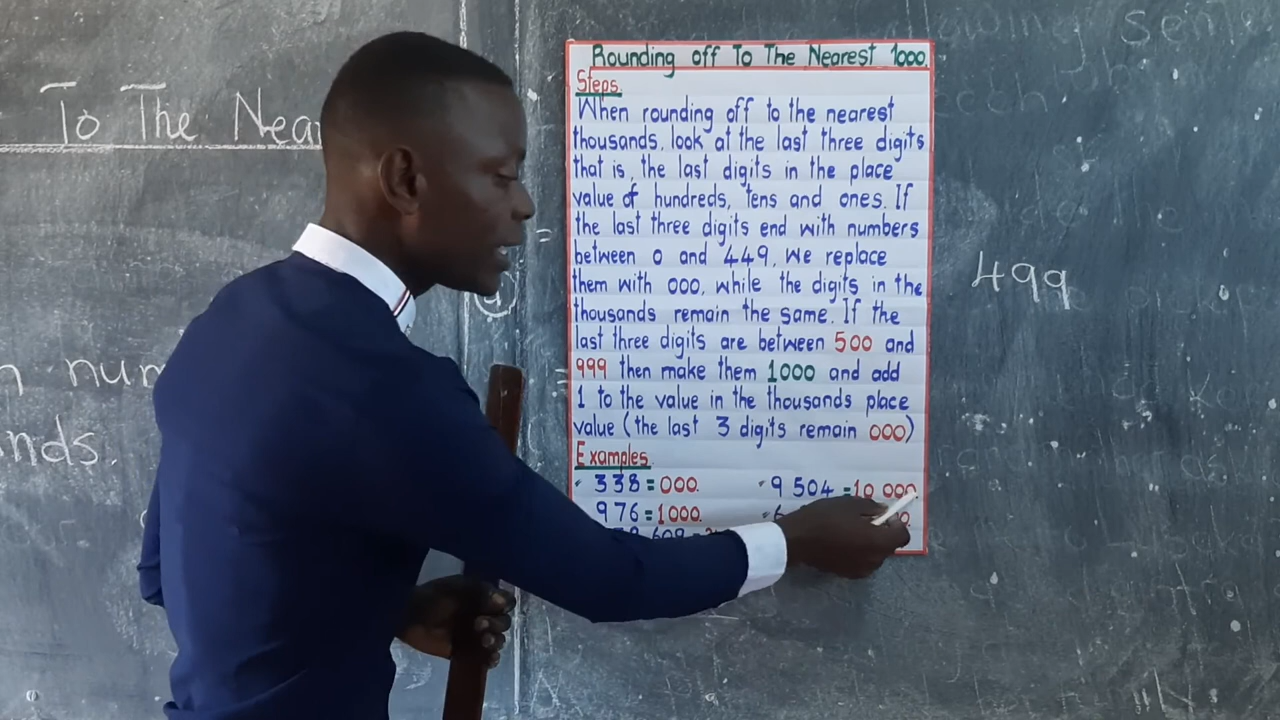 To The Near
num
nds.
Rounding off To The Nearest 1000.
Steps.
When rounding off to the nearest
thousands, look at the last three digits
that is, the last digits in the place
value of hundreds, tens and ones. If
the last three digits end with numbers
between 0 and 449, we replace
them with 000, while the digits in the
thousands remain the same. If the
last three digits are between 500 and
999 then make them 1000 and add
1 to the value in the thousands place
value (the last 3 digits remain 000)
Examples
338 = 000.
976 = 1000.
609 =
9 504 = 10 000
6
499